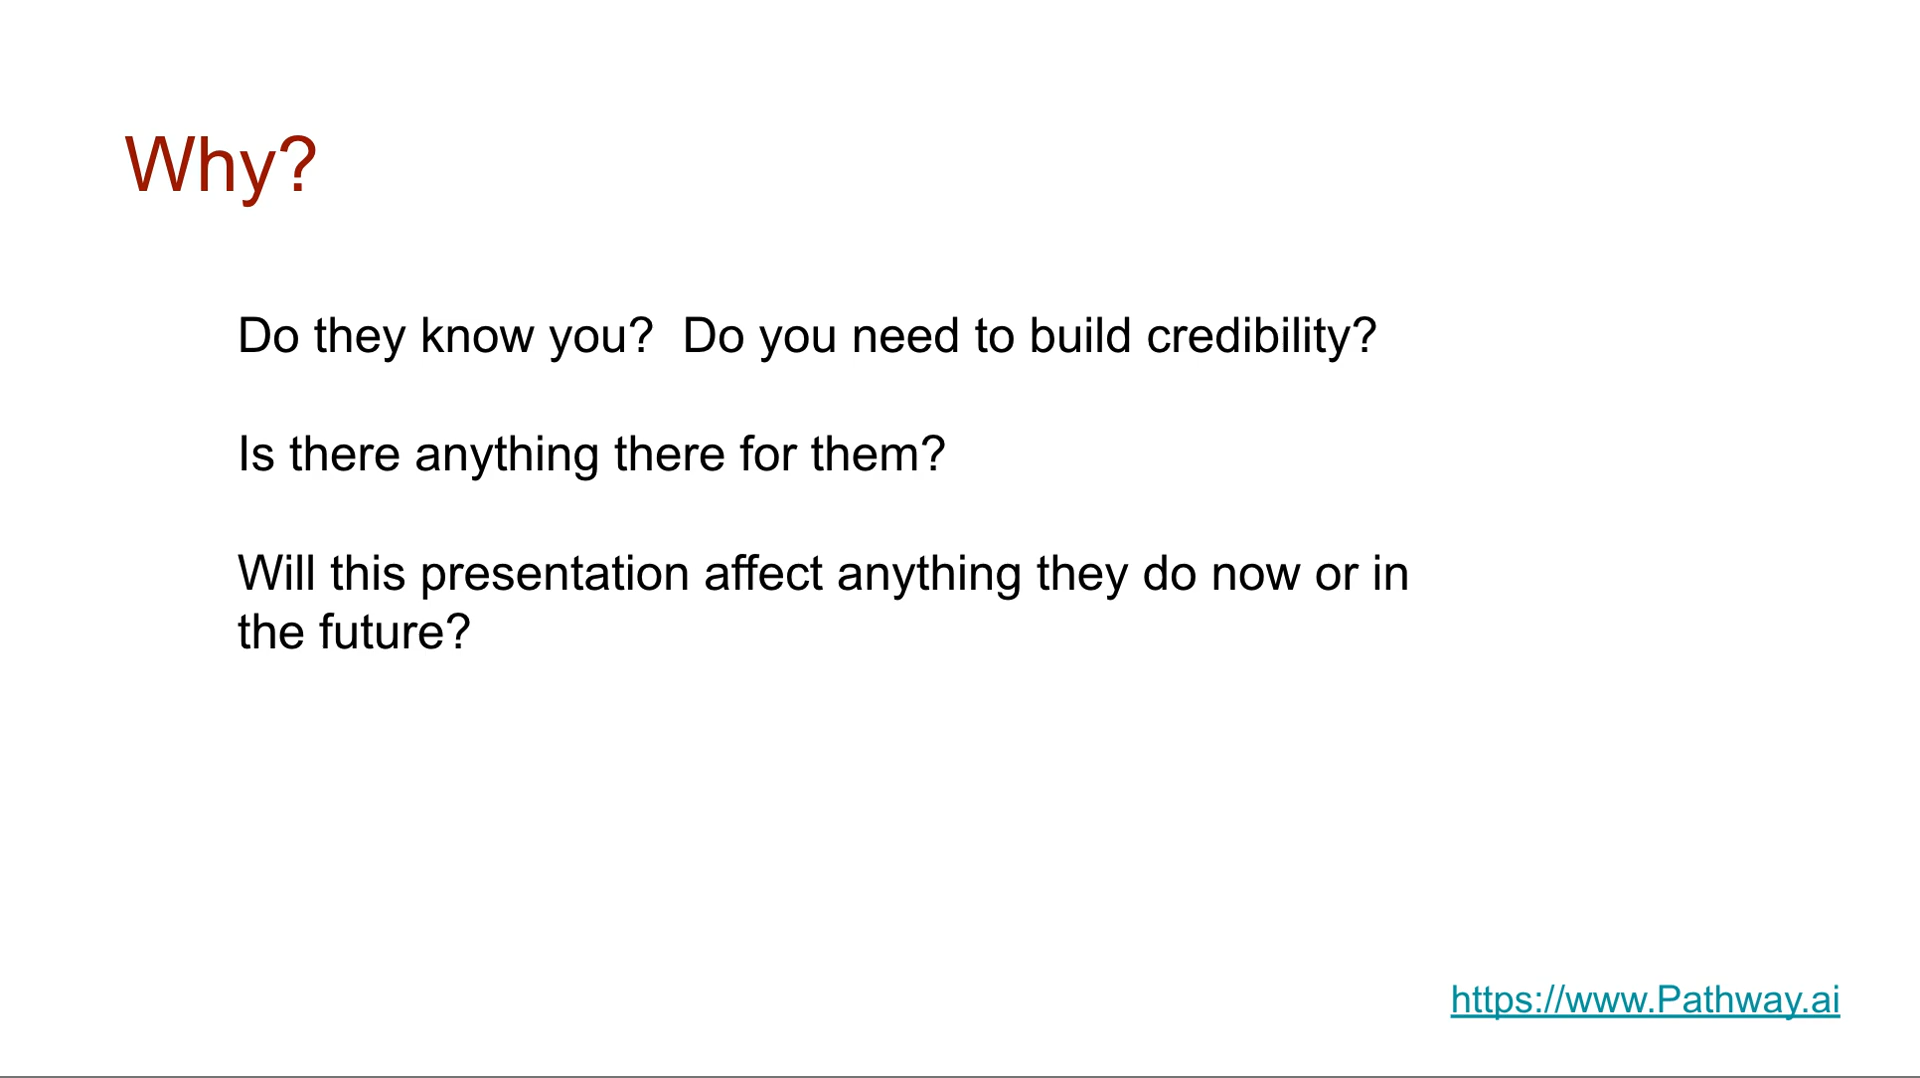 Why?
Do they know you?  Do you need to build credibility?
Is there anything there for them?
Will this presentation affect anything they do now or in
the future?
https://www.Pathway.ai